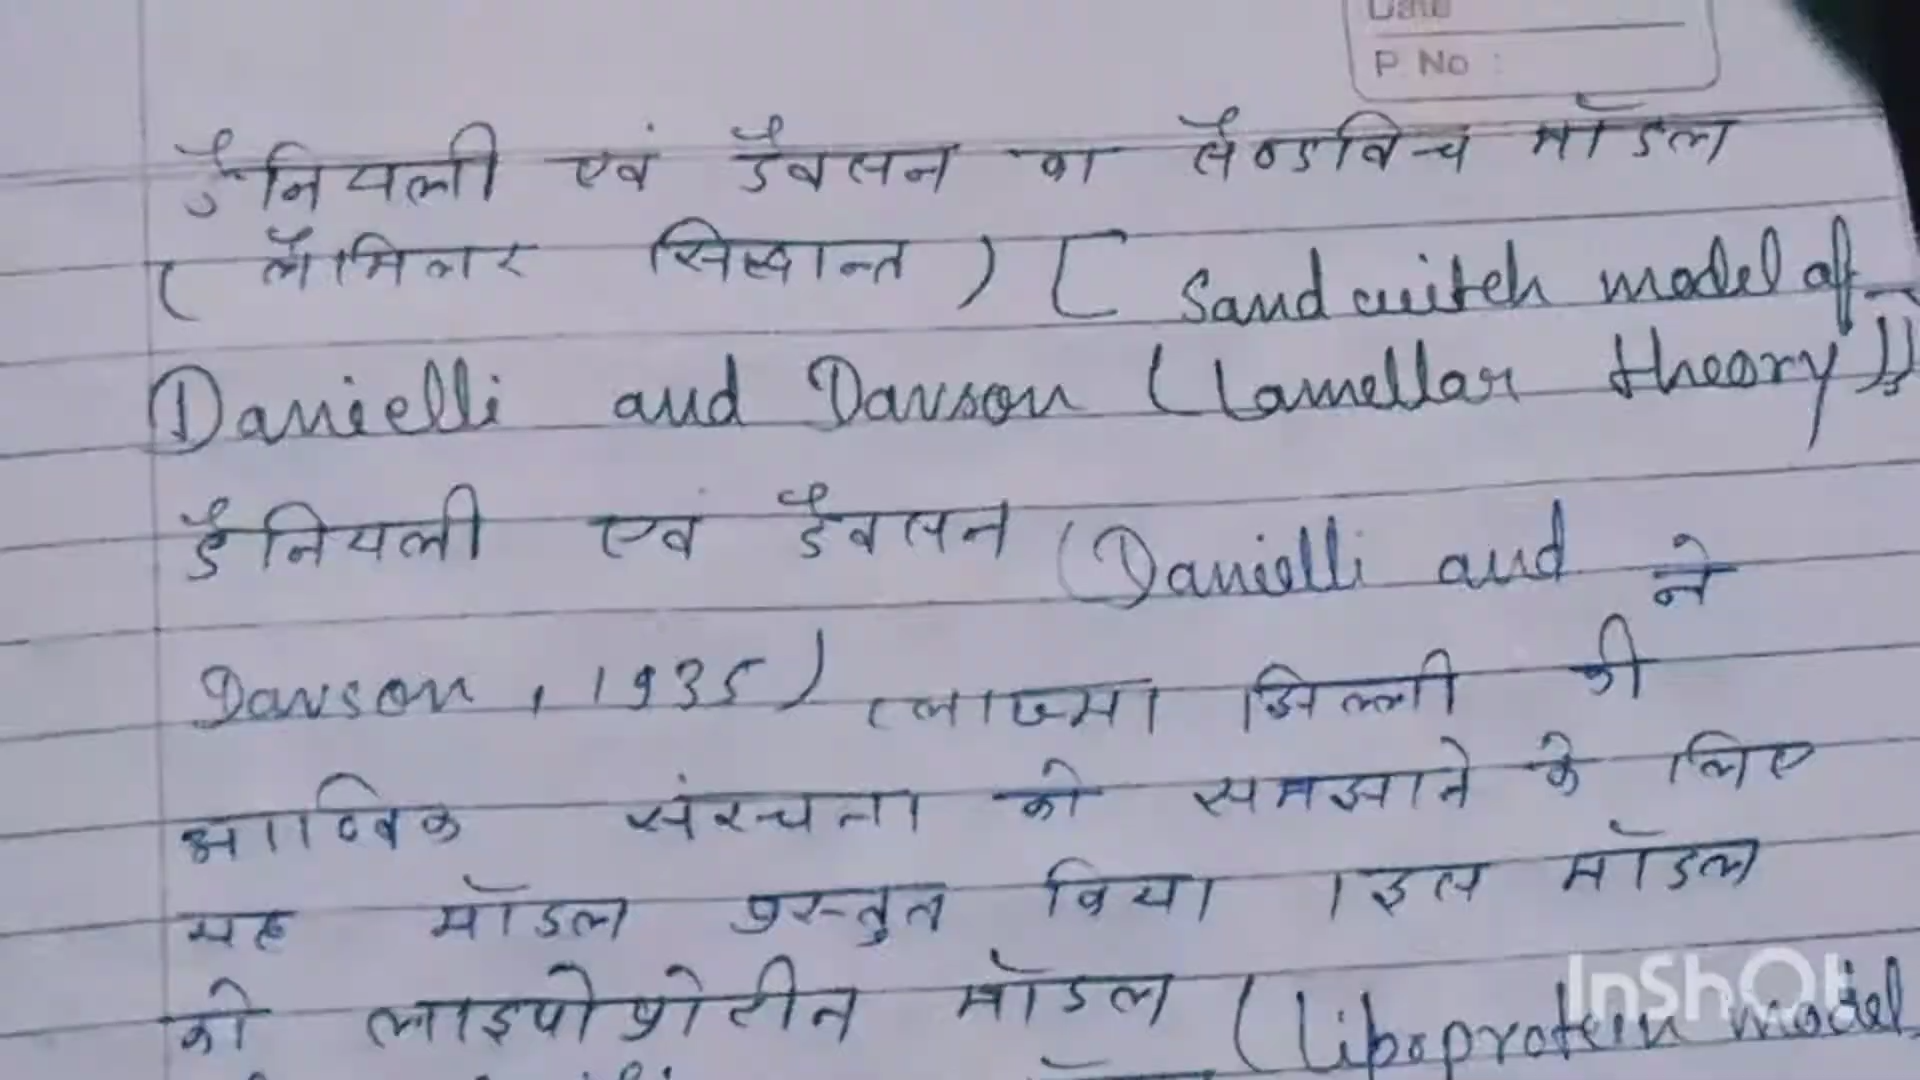 Date
P No :
डैनियली एवं डैवसन का सैण्डविच मॉडल
( लैमिलर सिद्धान्त ) [ Sandwitch model of
Danielli and Davson (Lamellar theory)]
डैनियली एवं डैवसन (Danielli and ने
Davson, 1935) प्लाज्मा झिल्ली की
आण्विक संरचना को समझाने के लिए
यह मॉडल प्रस्तुत किया । इस मॉडल
को लाइपोप्रोटीन मॉडल (Lipoprotein model
InShOt